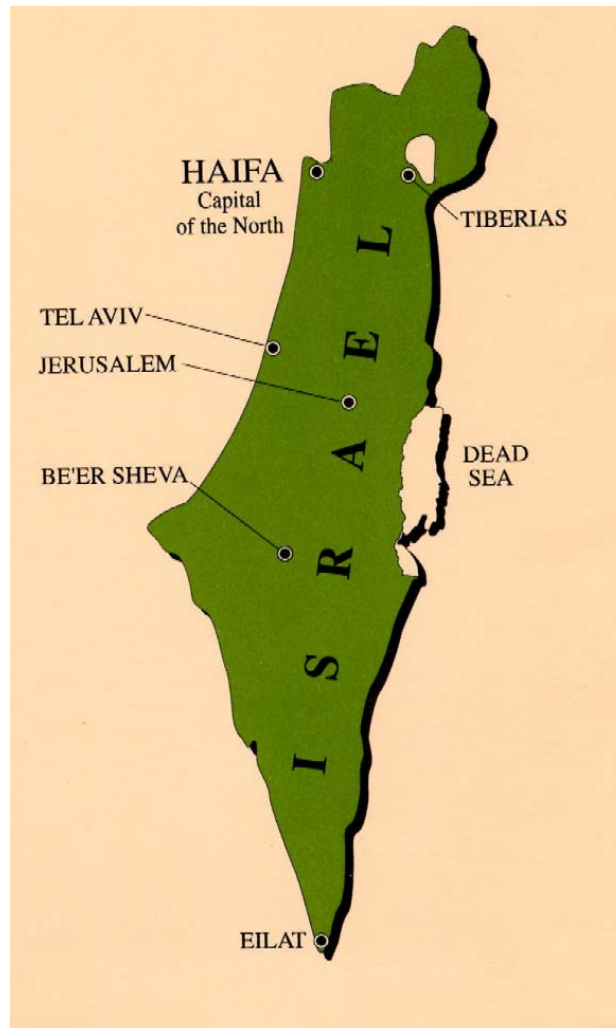 HAIFA
Capital
of the North
TIBERIAS
TEL AVIV
JERUSALEM
DEAD
SEA
BE'ER SHEVA
ISRAEL
EILAT